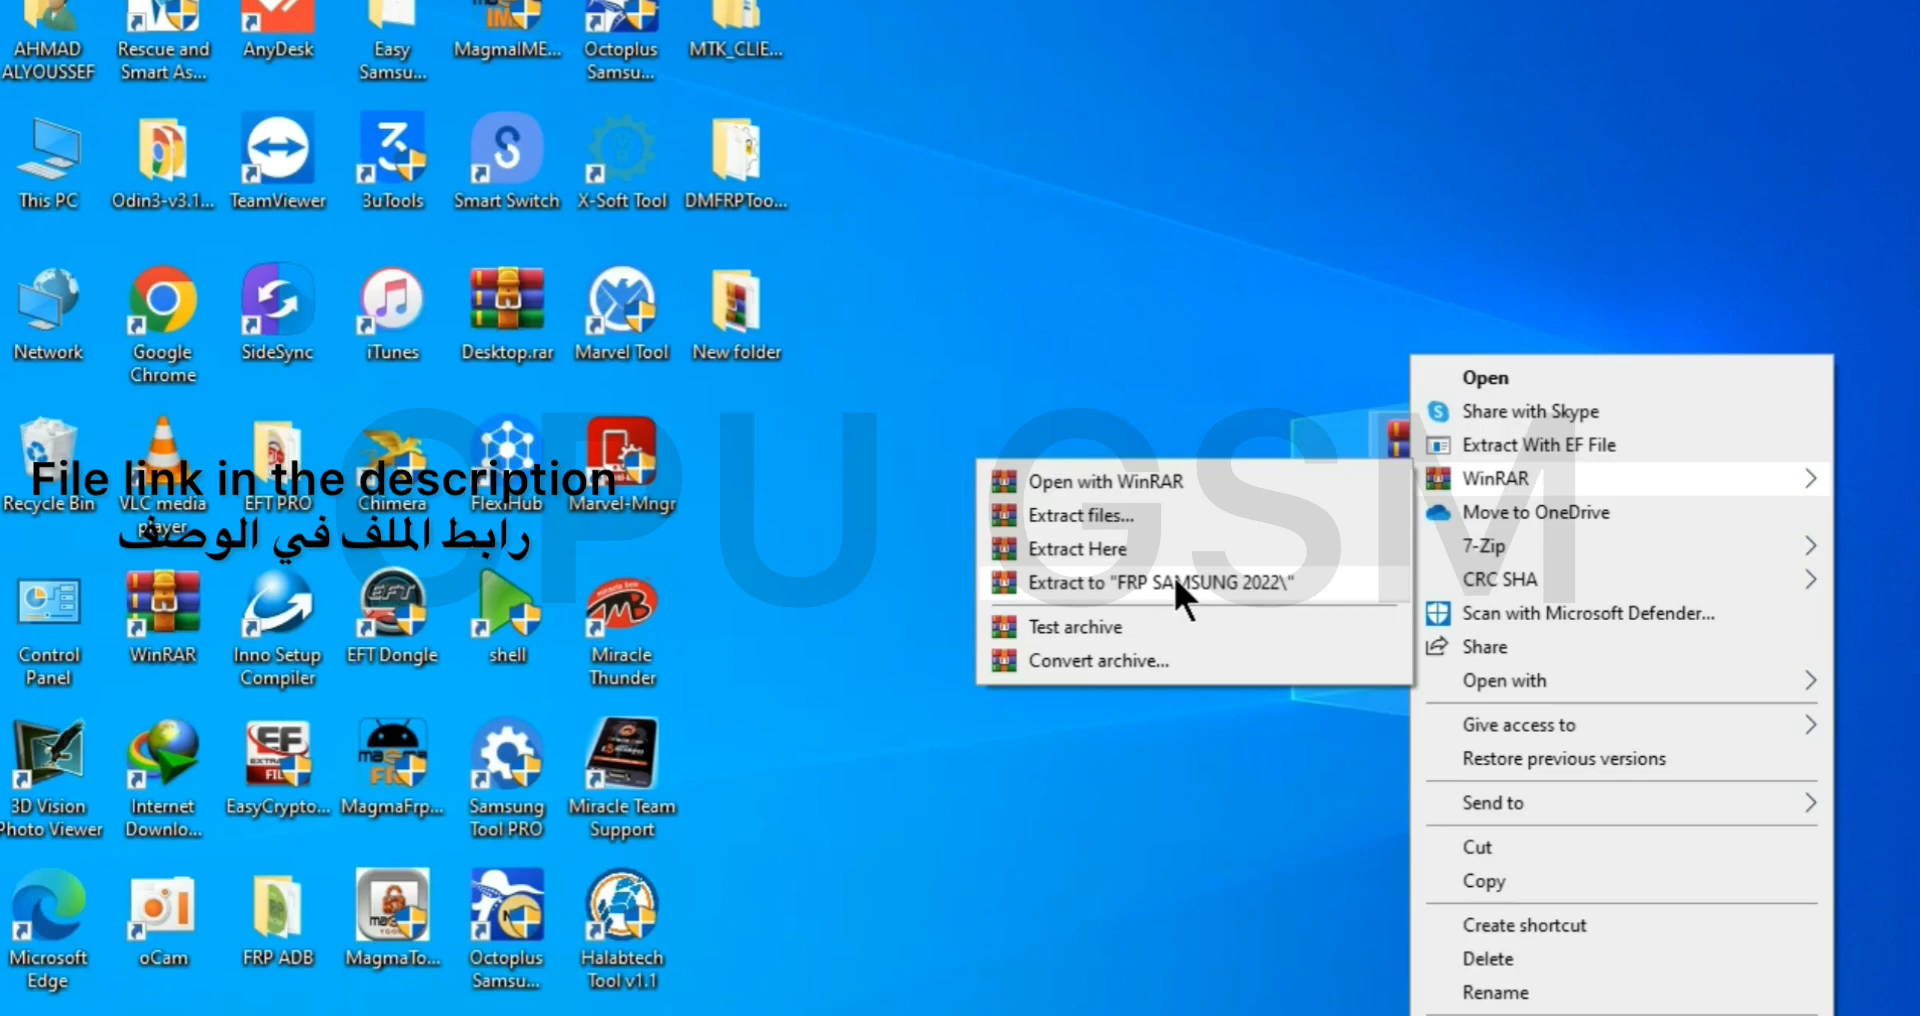 AHMAD
ALYOUSSEF
Rescue and
Smart As...
AnyDesk
Easy
Samsu...
MagmaIME...
Octoplus
Samsu...
MTK_CLIE...
This PC
Odin3-v3.1...
TeamViewer
3uTools
Smart Switch
X-Soft Tool
DMFRPToo...
Network
Google
Chrome
SideSync
iTunes
Desktop.rar
Marvel Tool
New folder
Recycle Bin
VLC media
player
EFT PRO
Chimera
FlexiHub
Marvel-Mngr
File link in the description
رابط الملف في الوصف
CPU GSM
Control
Panel
WinRAR
Inno Setup
Compiler
EFT Dongle
shell
Miracle
Thunder
3D Vision
Photo Viewer
Internet
Downlo...
EasyCrypto...
MagmaFrp...
Samsung
Tool PRO
Miracle Team
Support
Microsoft
Edge
oCam
FRP ADB
MagmaTo...
Octoplus
Samsu...
Halabtech
Tool v1.1
Open with WinRAR
Extract files...
Extract Here
Extract to "FRP SAMSUNG 2022\"
Test archive
Convert archive...
Open
Share with Skype
Extract With EF File
WinRAR
Move to OneDrive
7-Zip
CRC SHA
Scan with Microsoft Defender...
Share
Open with
Give access to
Restore previous versions
Send to
Cut
Copy
Create shortcut
Delete
Rename